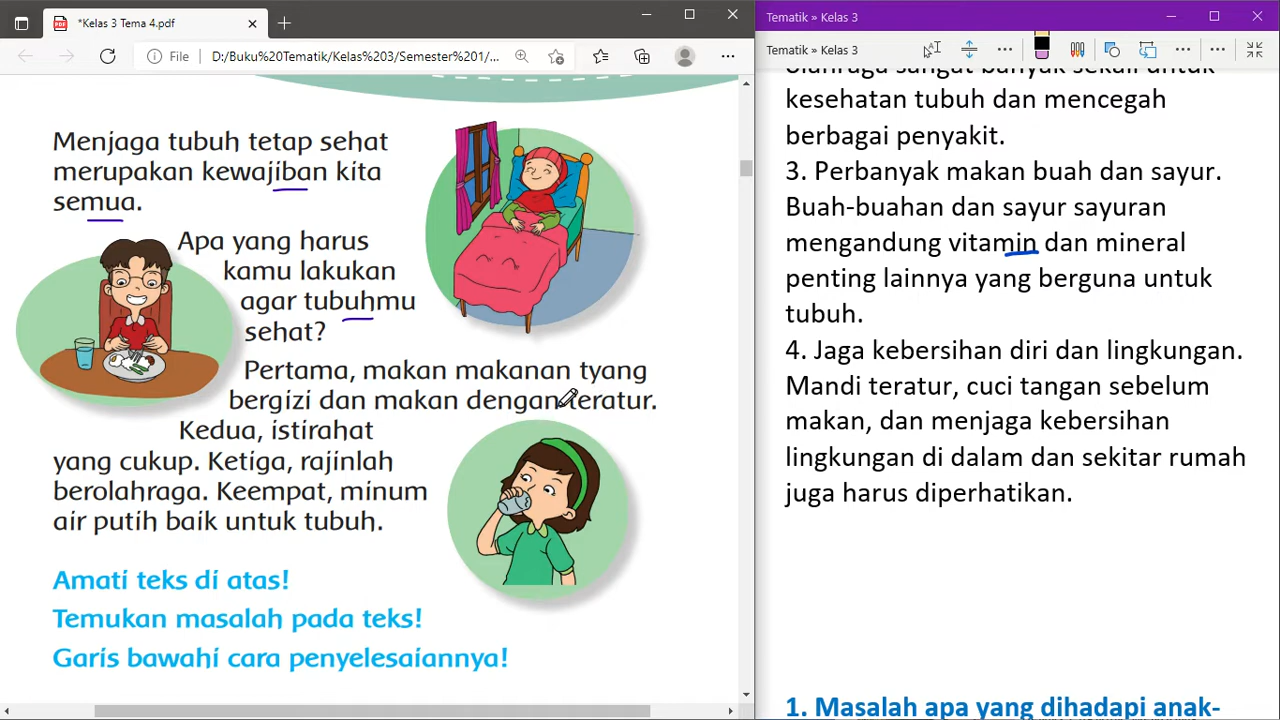 *Kelas 3 Tema 4.pdf
File
D:/Buku%20Tematik/Kelas%203/Semester%201/...
Menjaga tubuh tetap sehat
merupakan kewajiban kita
semua.
Apa yang harus
kamu lakukan
agar tubuhmu
sehat?
Pertama, makan makanan tyang
bergizi dan makan dengan teratur.
Kedua, istirahat
yang cukup. Ketiga, rajinlah
berolahraga. Keempat, minum
air putih baik untuk tubuh.
Amati teks di atas!
Temukan masalah pada teks!
Garis bawahi cara penyelesaiannya!
Tematik » Kelas 3
Tematik » Kelas 3
Olahraga sangat banyak sekali untuk
kesehatan tubuh dan mencegah
berbagai penyakit.
3. Perbanyak makan buah dan sayur.
Buah-buahan dan sayur sayuran
mengandung vitamin dan mineral
penting lainnya yang berguna untuk
tubuh.
4. Jaga kebersihan diri dan lingkungan.
Mandi teratur, cuci tangan sebelum
makan, dan menjaga kebersihan
lingkungan di dalam dan sekitar rumah
juga harus diperhatikan.
1. Masalah apa yang dihadapi anak-